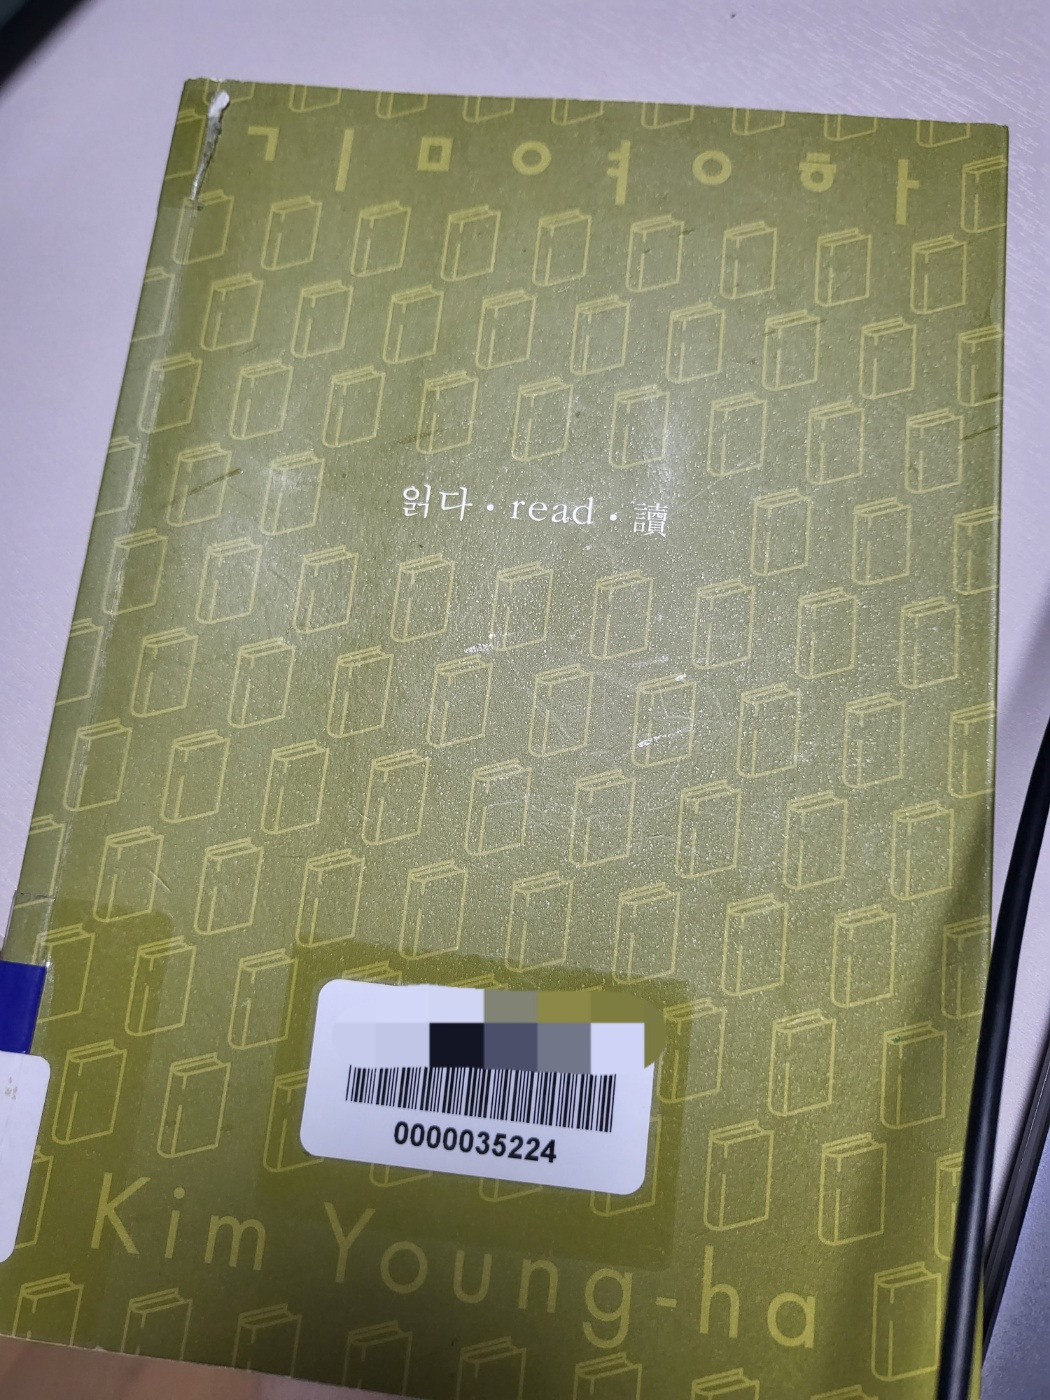 ㄱㅣㅁㅇㅕㅇㅎㅏ
읽다 · read · 讀
0000035224
Kim Young-ha